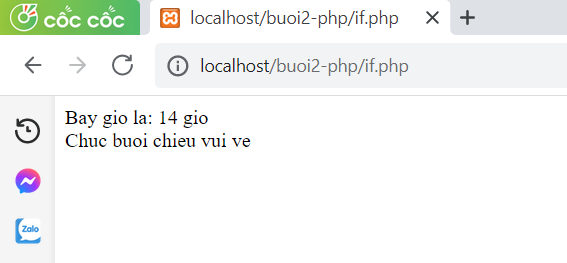 cốc cốc
localhost/buoi2-php/if.php
localhost/buoi2-php/if.php
Bay gio la: 14 gio
Chuc buoi chieu vui ve
Zalo